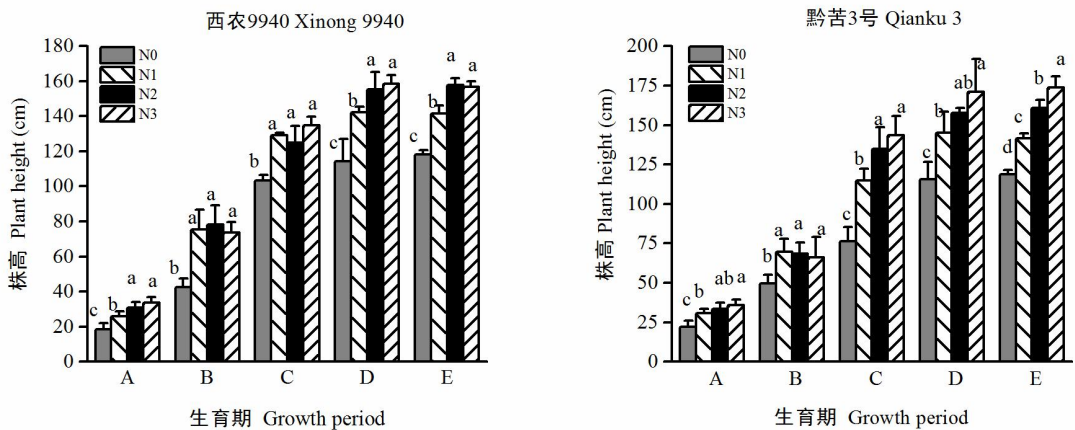 西农9940 Xinong 9940
株高 Plant height (cm)
180
160
140
120
100
80
60
40
20
0
N0
N1
N2
N3
c b a a
b a a a
b a a a
c b a a
c b a a
A B C D E
生育期 Growth period
黔苦3号 Qianku 3
株高 Plant height (cm)
200
175
150
125
100
75
50
25
0
N0
N1
N2
N3
c b ab a
b a a a
c b a a
c b ab a
d c b a
A B C D E
生育期 Growth period